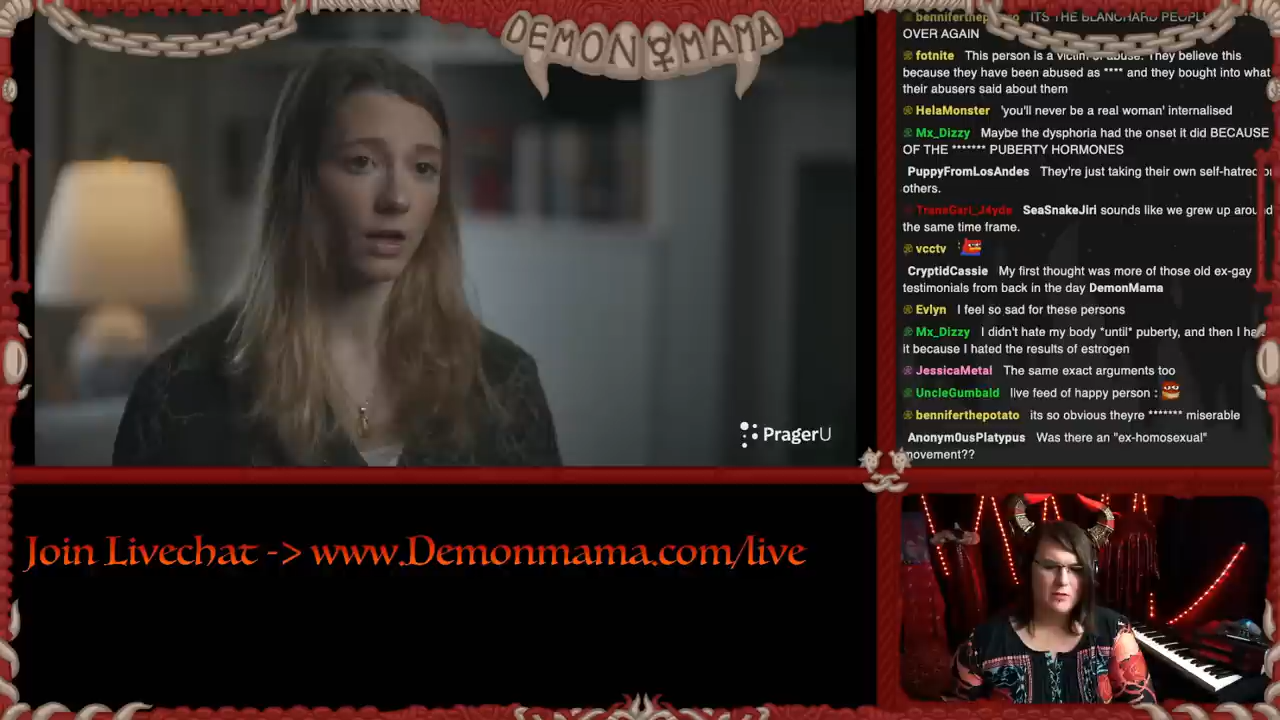 DEMON MAMA
ITS THE BLANCHARD
OVER AGAIN
fotnite This person is a victim of abuse. They believe this
because they have been abused as **** and they bought into what
their abusers said about them
HelaMonster 'you'll never be a real woman' internalised
Mx_Dizzy Maybe the dysphoria had the onset it did BECAUSE
OF THE ******* PUBERTY HORMONES
PuppyFromLosAndes They're just taking their own self-hatred
others.
TransGari_J4yde SeaSnakeJiri sounds like we grew up around
the same time frame.
vcctv
CryptidCassie My first thought was more of those old ex-gay
testimonials from back in the day DemonMama
Evlyn I feel so sad for these persons
Mx_Dizzy I didn't hate my body *until* puberty, and then I
it because I hated the results of estrogen
JessicaMetal The same exact arguments too
UncleGumbald live feed of happy person :
benniferthepotato its so obvious theyre ******* miserable
Anonym0usPlatypus Was there an "ex-homosexual"
movement??
PragerU
Join Livechat -> www.Demonmama.com/live